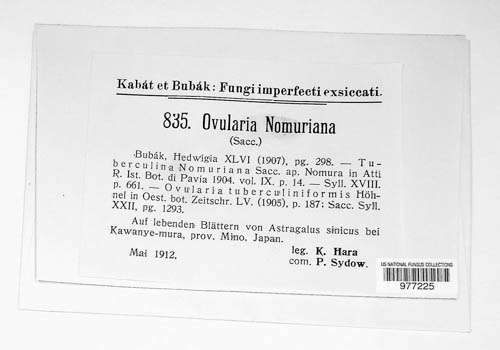 Kabát et Bubák: Fungi imperfecti exsiccati.
835. Ovularia Nomuriana
(Sacc.)
Bubák, Hedwigia XLVI (1907), pg. 298. — Tu-
berculina Nomuriana Sacc. ap. Nomura in Atti
R. Ist. Bot. di Pavia 1904. vol. IX. p. 14. — Syll. XVIII.
p. 661. — Ovularia tuberculiniformis Höh-
nel in Oest. bot. Zeitschr. LV. (1905), p. 187; Sacc. Syll.
XXII, pg. 1293.
Auf lebenden Blättern von Astragalus sinicus bei
Kawanye-mura, prov. Mino, Japan.
Mai 1912.
leg. K. Hara
com. P. Sydow.
US NATIONAL FUNGUS COLLECTIONS
977225